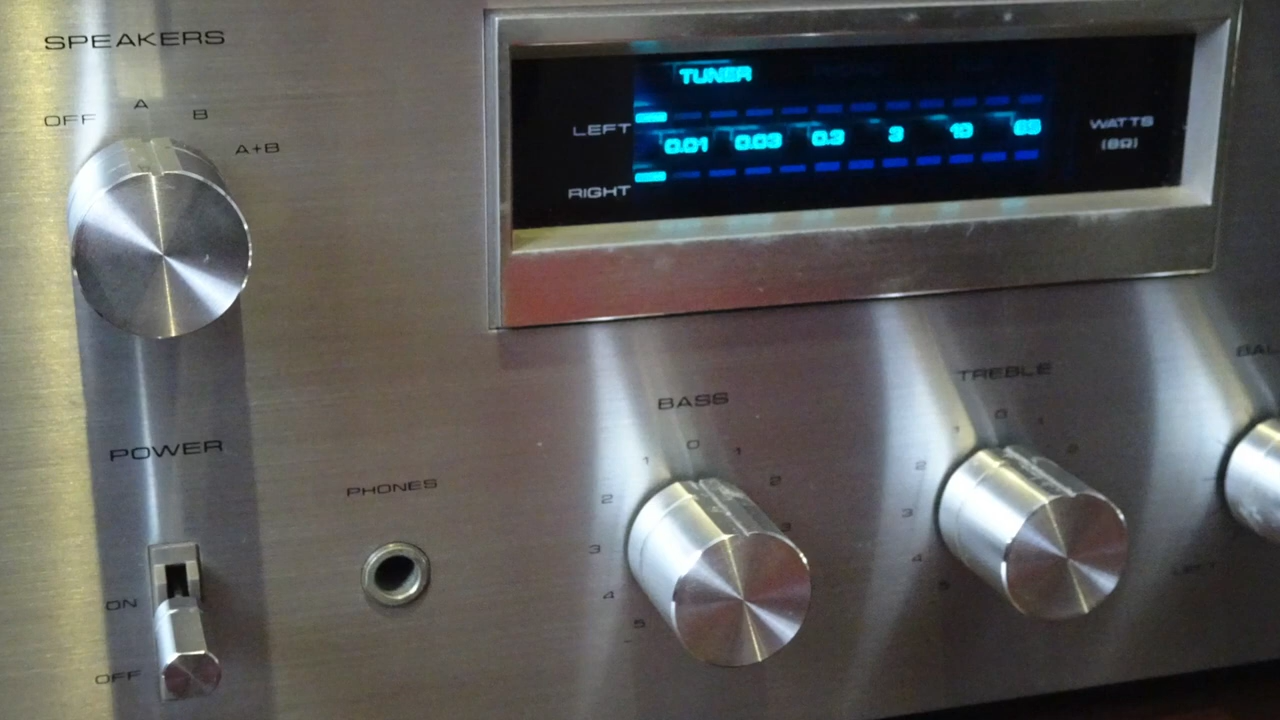 SPEAKERS
OFF A B A+B
TUNER
LEFT
0.01 0.03 0.3 3 10
WATTS
(8Ω)
RIGHT
POWER
ON
OFF
PHONES
BASS
5 4 3 2 1 0 1 2 3
TREBLE
5 4 3 2 1 0 1 2
BAL
LEFT